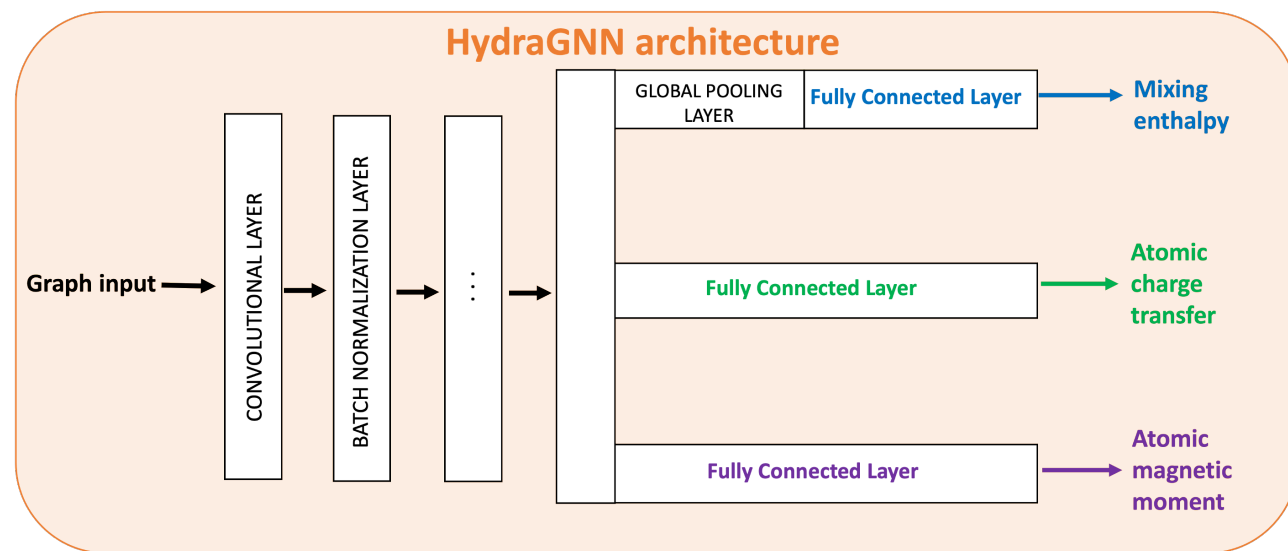 HydraGNN architecture
Graph input
CONVOLUTIONAL LAYER
BATCH NORMALIZATION LAYER
...
GLOBAL POOLING
LAYER
Fully Connected Layer
Mixing
enthalpy
Fully Connected Layer
Atomic
charge
transfer
Fully Connected Layer
Atomic
magnetic
moment